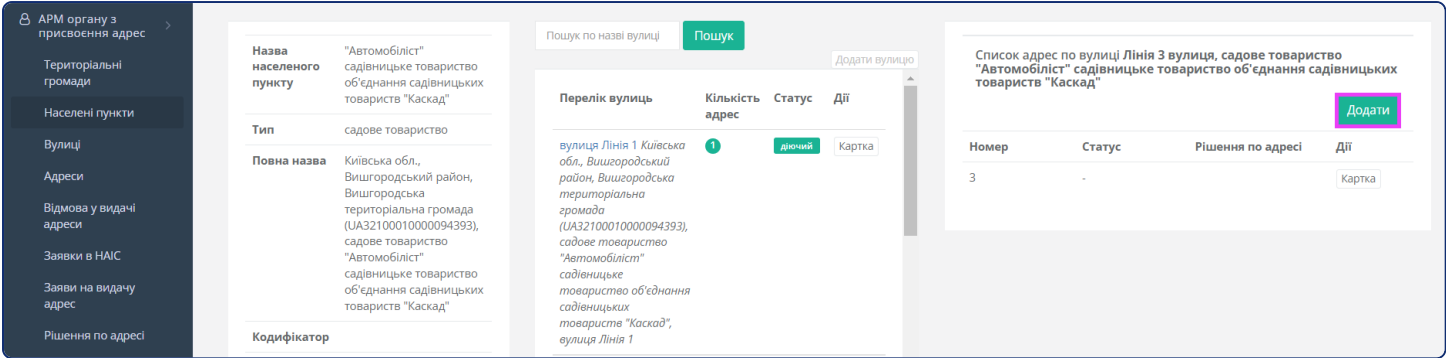 АРМ органу з
присвоєння адрес
Територіальні
громади
Населені пункти
Вулиці
Адреси
Відмова у видачі
адреси
Заявки в НАІС
Заяви на видачу
адрес
Рішення по адресі
Назва
населеного
пункту
"Автомобіліст"
садівницьке товариство
об'єднання садівницьких
товариств "Каскад"
Тип
садове товариство
Повна назва
Київська обл.,
Вишгородський район,
Вишгородська
територіальна громада
(UA32100010000094393),
садове товариство
"Автомобіліст"
садівницьке товариство
об'єднання садівницьких
товариств "Каскад"
Кодифікатор
Пошук по назві вулиці
Пошук
Додати вулицю
Перелік вулиць
Кількість
адрес
Статус
Дії
вулиця Лінія 1 Київська
обл., Вишгородський
район, Вишгородська
територіальна
громада
(UA32100010000094393),
садове товариство
"Автомобіліст"
садівницьке
товариство об'єднання
садівницьких
товариств "Каскад",
вулиця Лінія 1
1
діючий
Картка
Список адрес по вулиці Лінія 3 вулиця, садове товариство
"Автомобіліст" садівницьке товариство об'єднання садівницьких
товариств "Каскад"
Додати
Номер Статус Рішення по адресі Дії
3 - Картка